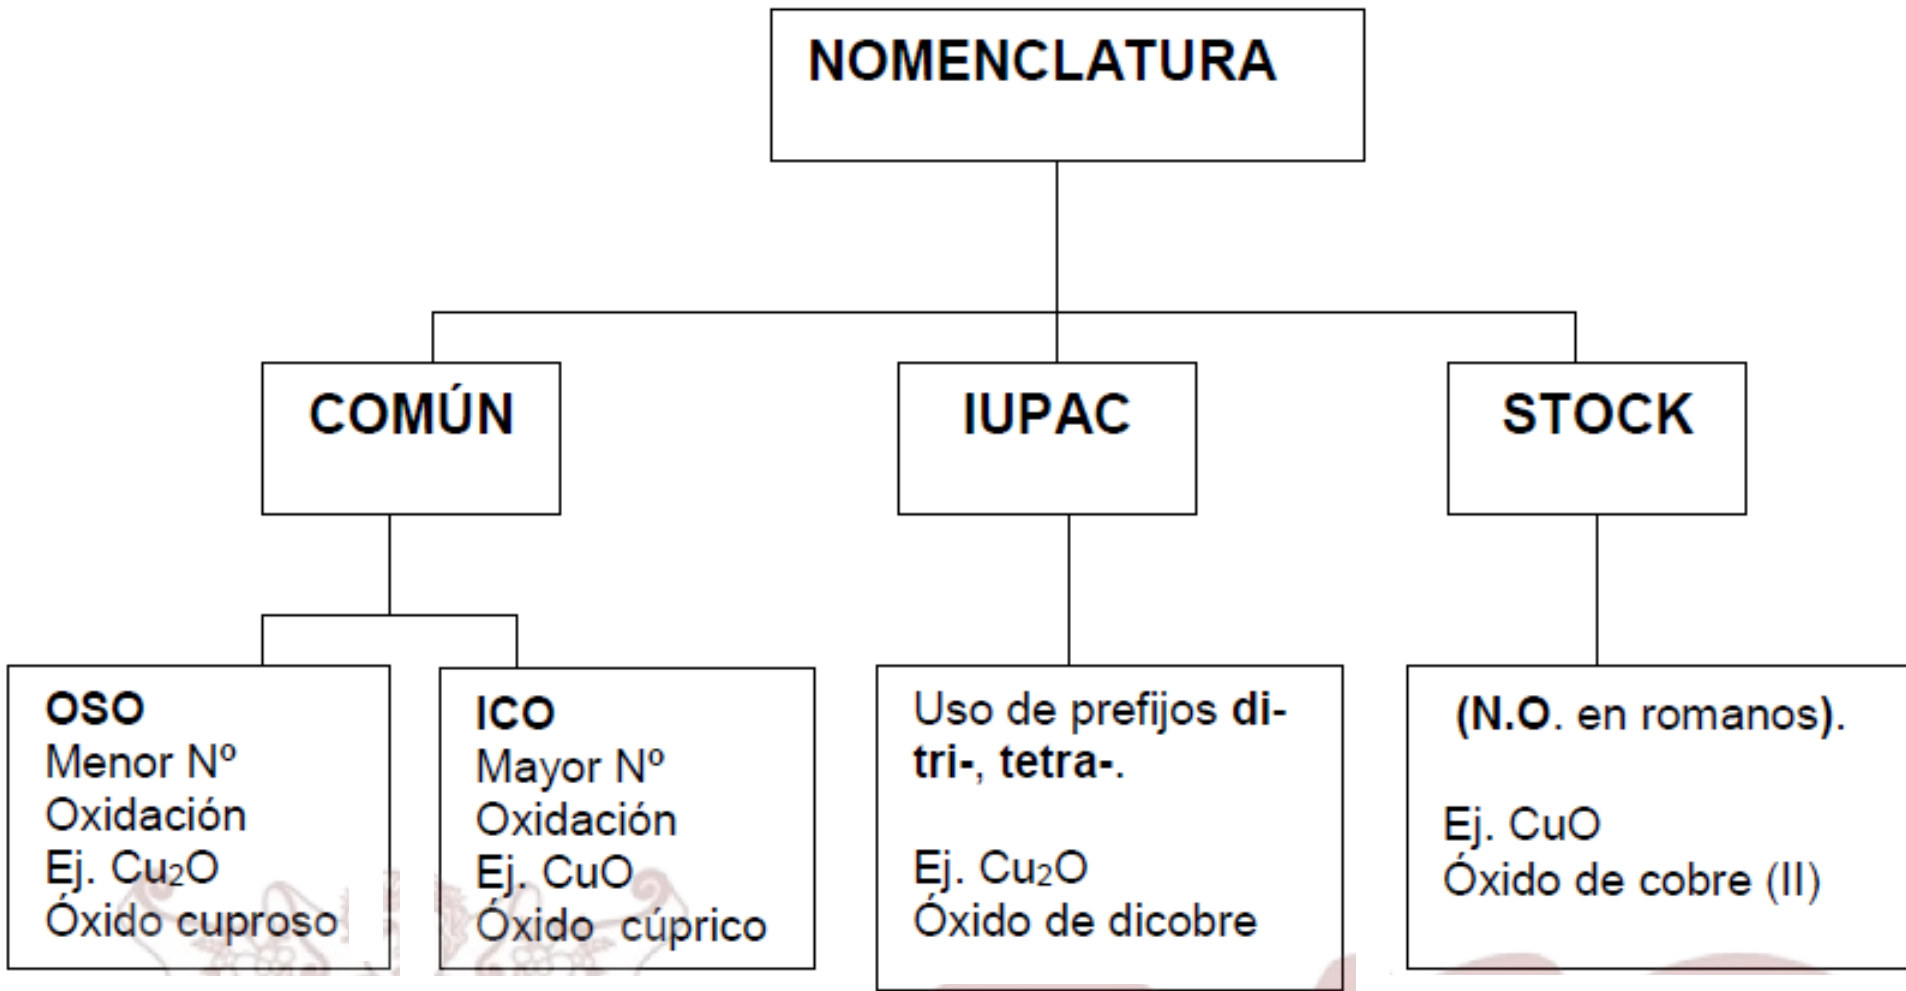 NOMENCLATURA
COMÚN
IUPAC
STOCK
OSO
Menor Nº
Oxidación
Ej. Cu₂O
Óxido cuproso
ICO
Mayor Nº
Oxidación
Ej. CuO
Óxido cúprico
Uso de prefijos di-
tri-, tetra-.
Ej. Cu₂O
Óxido de dicobre
(N.O. en romanos).
Ej. CuO
Óxido de cobre (II)